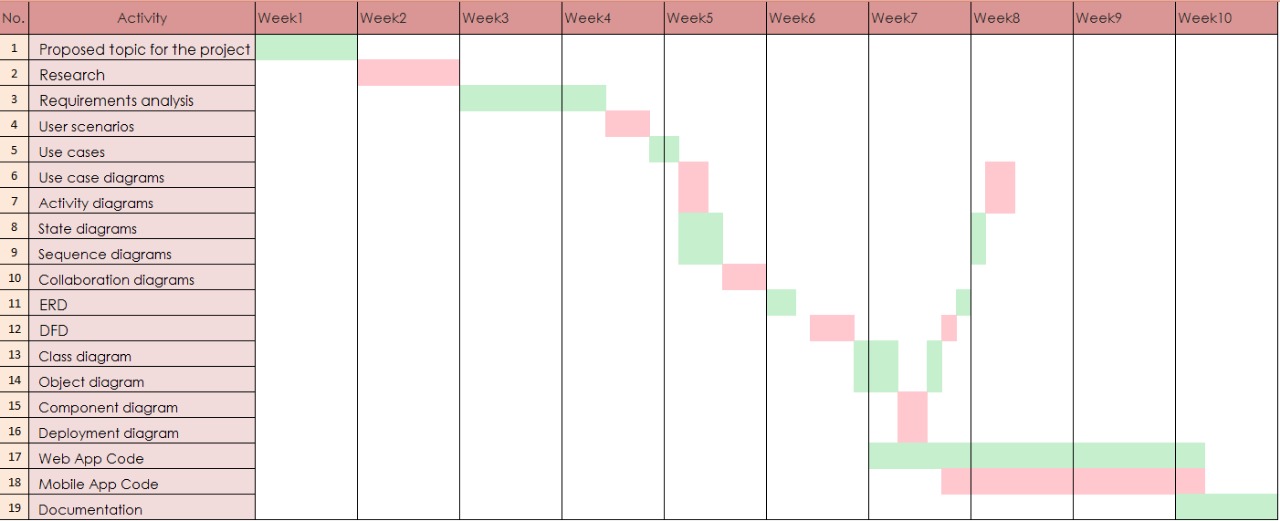 No. Activity Week1 Week2 Week3 Week4 Week5 Week6 Week7 Week8 Week9 Week10
1 Proposed topic for the project
2 Research
3 Requirements analysis
4 User scenarios
5 Use cases
6 Use case diagrams
7 Activity diagrams
8 State diagrams
9 Sequence diagrams
10 Collaboration diagrams
11 ERD
12 DFD
13 Class diagram
14 Object diagram
15 Component diagram
16 Deployment diagram
17 Web App Code
18 Mobile App Code
19 Documentation